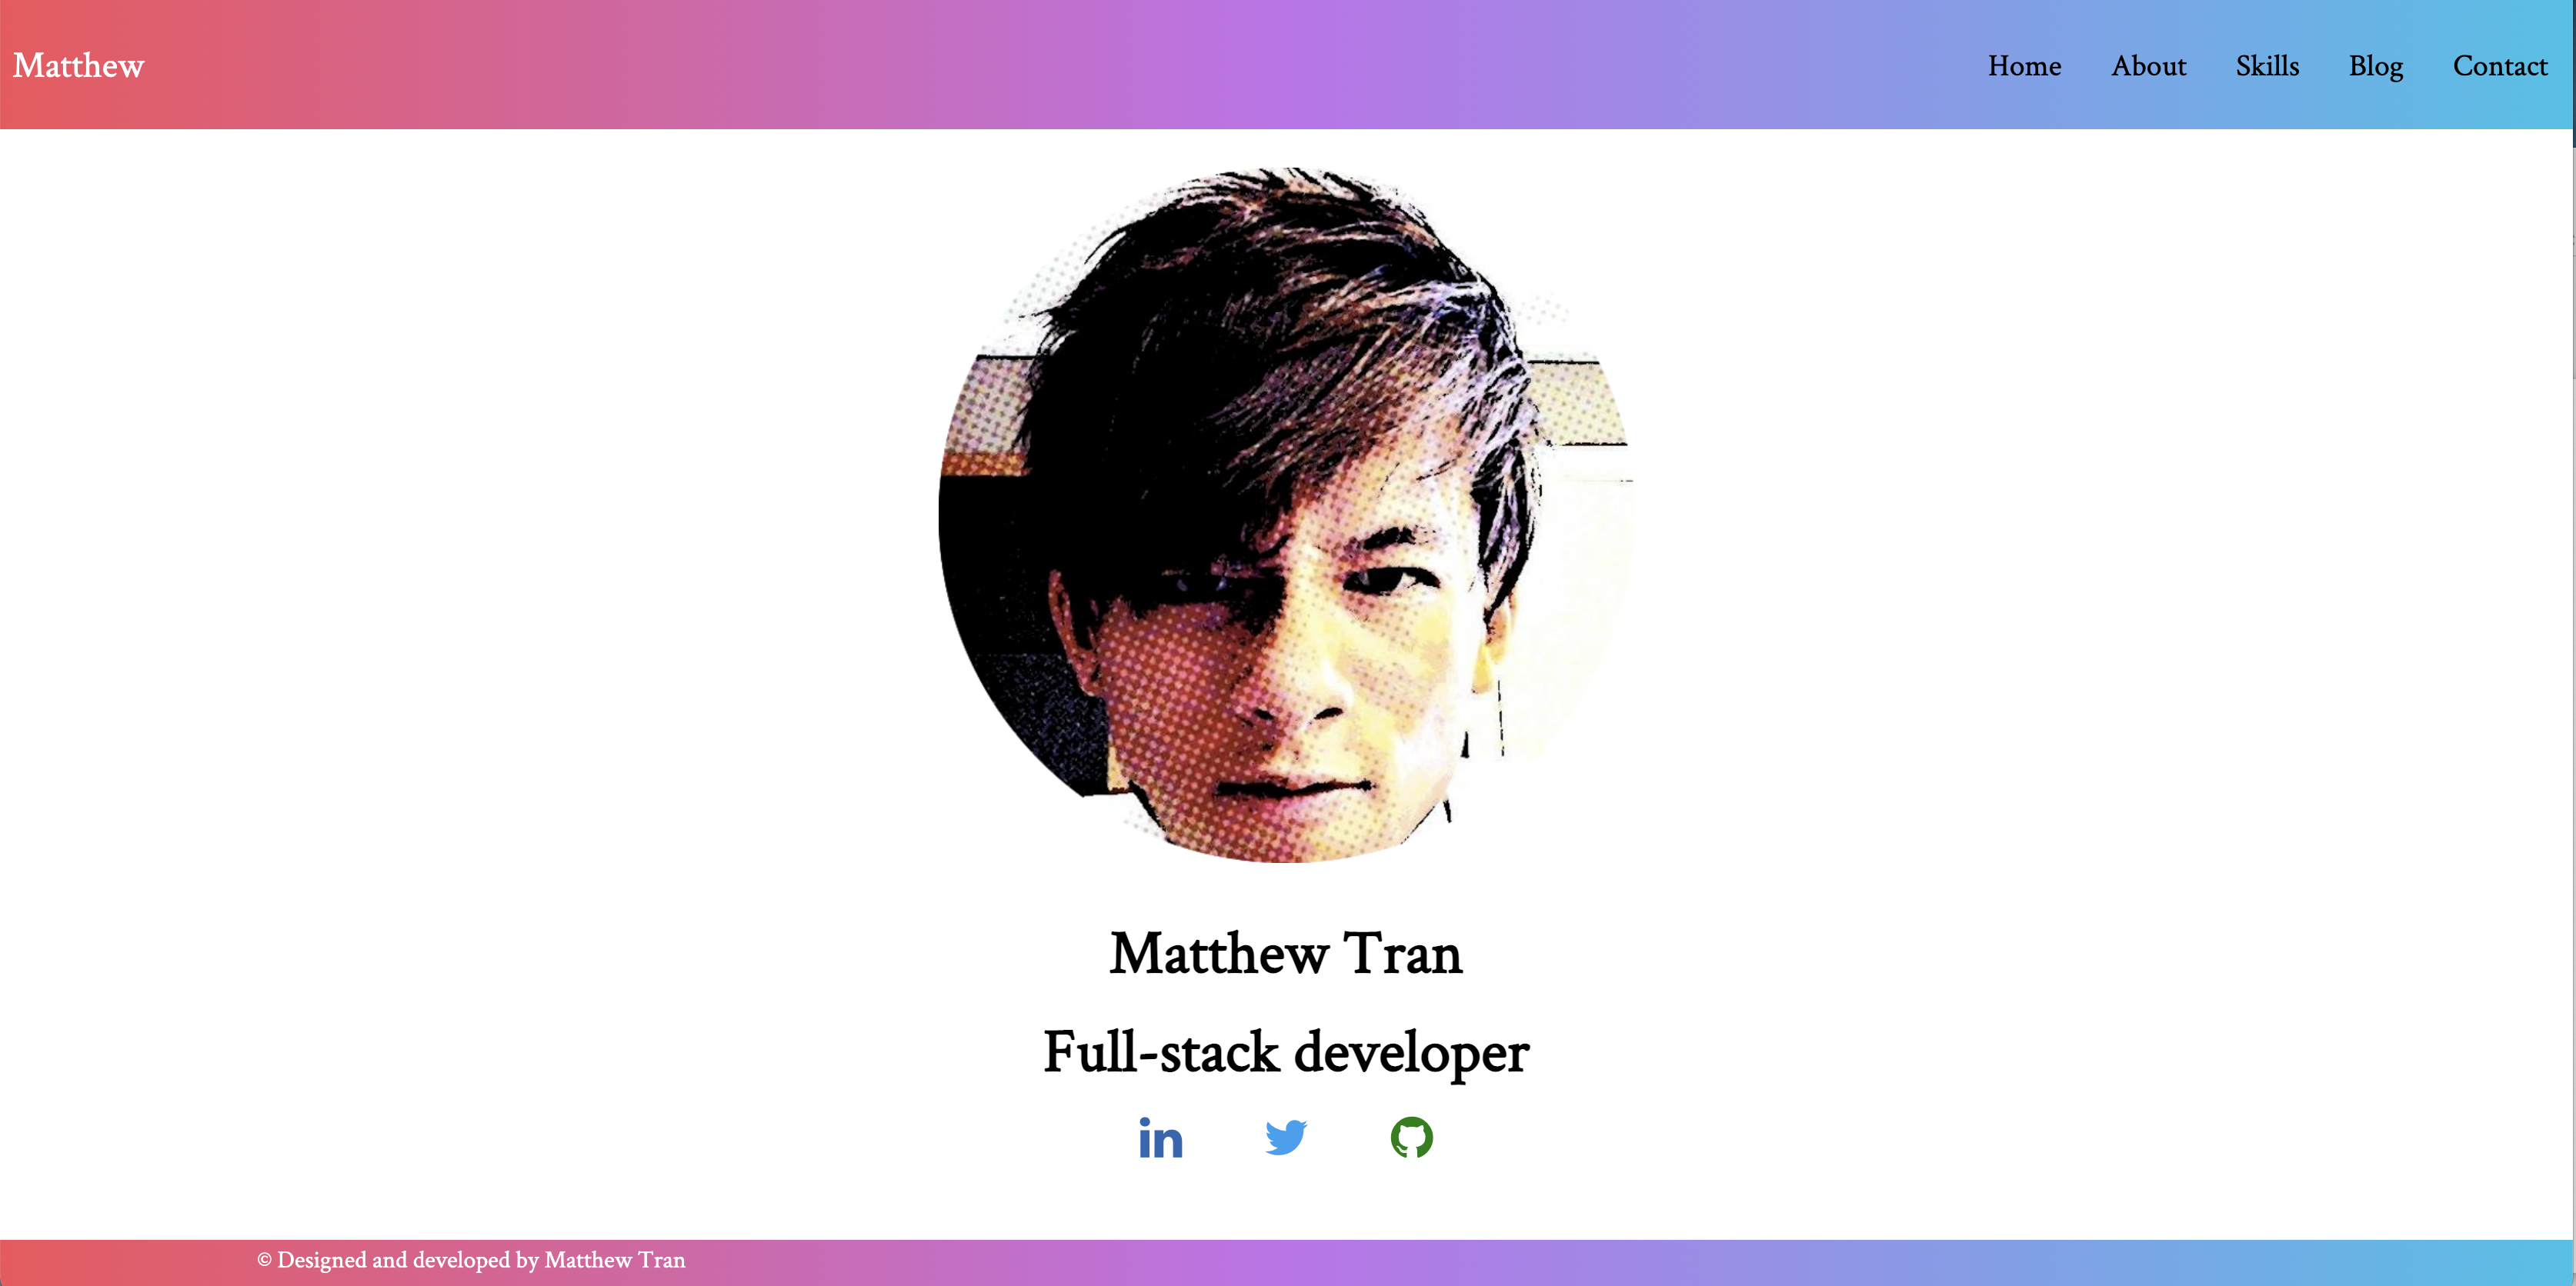 Matthew
Home About Skills Blog Contact
Matthew Tran
Full-stack developer
in
© Designed and developed by Matthew Tran